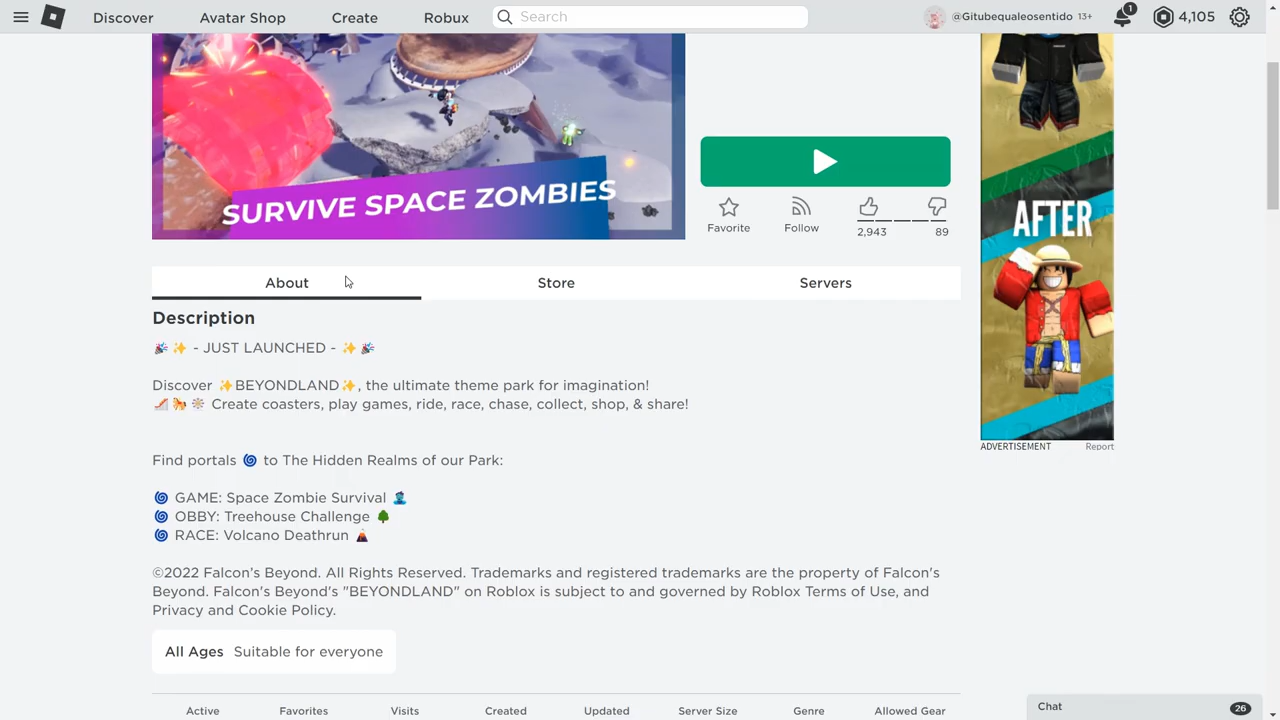 Discover Avatar Shop Create Robux Search @Gitubequaleosentido 13+ 1 4,105
SURVIVE SPACE ZOMBIES
Favorite Follow 2,943 89
AFTER
About Store Servers
Description
🎉✨ - JUST LAUNCHED - ✨🎉
Discover ✨BEYONDLAND✨, the ultimate theme park for imagination!
🎢🐎🎡 Create coasters, play games, ride, race, chase, collect, shop, & share!
ADVERTISEMENT Report
Find portals 🌀 to The Hidden Realms of our Park:
🌀 GAME: Space Zombie Survival 🧟
🌀 OBBY: Treehouse Challenge 🌳
🌀 RACE: Volcano Deathrun 🌋
©2022 Falcon's Beyond. All Rights Reserved. Trademarks and registered trademarks are the property of Falcon's
Beyond. Falcon's Beyond's "BEYONDLAND" on Roblox is subject to and governed by Roblox Terms of Use, and
Privacy and Cookie Policy.
All Ages Suitable for everyone
Active Favorites Visits Created Updated Server Size Genre Allowed Gear
Chat 26